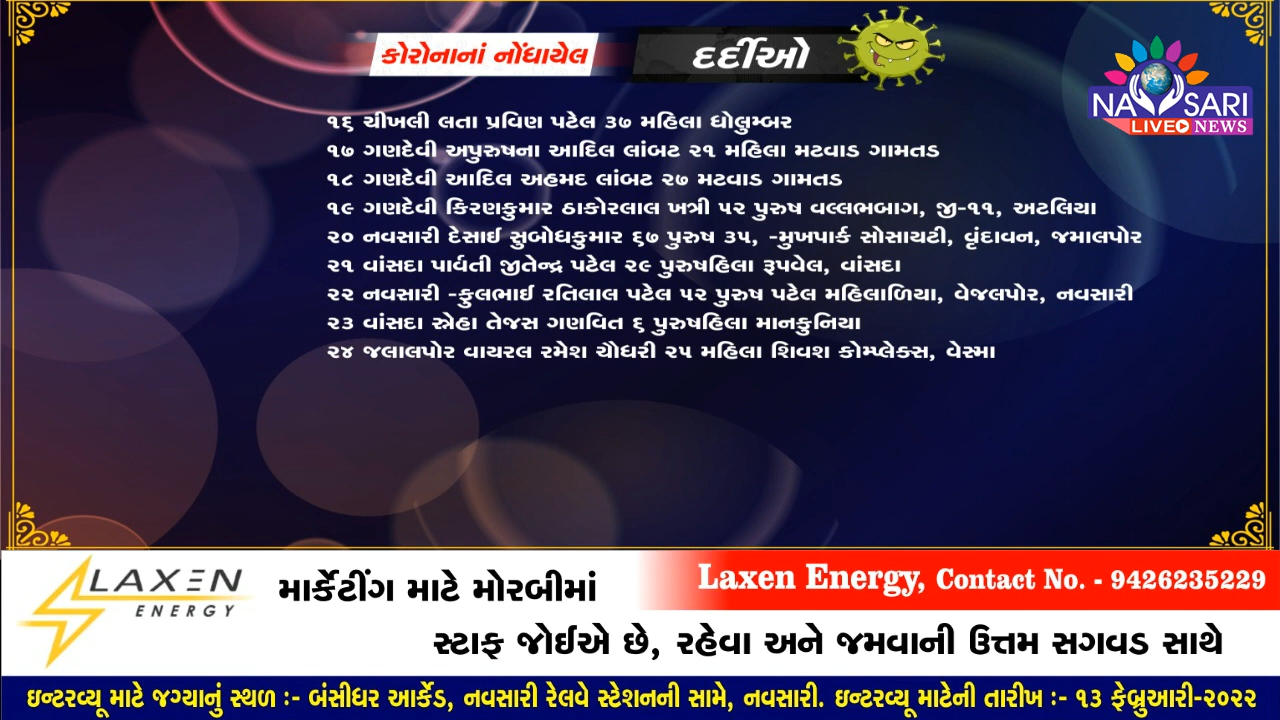 કોરોનાનાં નોંધાયેલ દર્દીઓ
NAVSARI
LIVE NEWS
૧૬ ચીખલી લતા પ્રવિણ પટેલ ૩૭ મહિલા ધોલુમ્બર
૧૭ ગણદેવી અપુરુષના આદિલ લાંબટ ૨૧ મહિલા મટવાડ ગામતડ
૧૮ ગણદેવી આદિલ અહમદ લાંબટ ૨૭ મટવાડ ગામતડ
૧૯ ગણદેવી કિરણકુમાર ઠાકોરલાલ ખત્રી ૫૨ પુરુષ વલ્લભબાગ, જી-૧૧, અટલિયા
૨૦ નવસારી દેસાઈ સુબોધકુમાર ૬૭ પુરુષ ૩૫, -મુખપાર્ક સોસાયટી, વૃંદાવન, જમાલપોર
૨૧ વાંસદા પાર્વતી જીતેન્દ્ર પટેલ ૨૯ પુરુષહિલા રૂપવેલ, વાંસદા
૨૨ નવસારી -ફુલભાઈ રતિલાલ પટેલ ૫૨ પુરુષ પટેલ મહિલાળિયા, વેજલપોર, નવસારી
૨૩ વાંસદા સ્નેહા તેજસ ગણવિત ૬ પુરુષહિલા માનકુનિયા
૨૪ જલાલપોર વાયરલ રમેશ ચૌધરી ૨૫ મહિલા શિવશ કોમ્પ્લેક્સ, વેસ્મા
LAXEN
ENERGY
માર્કેટીંગ માટે મોરબીમાં
Laxen Energy, Contact No. - 9426235229
સ્ટાફ જોઈએ છે, રહેવા અને જમવાની ઉત્તમ સગવડ સાથે
ઇન્ટરવ્યૂ માટે જગ્યાનું સ્થળ :- બંસીધર આર્કેડ, નવસારી રેલવે સ્ટેશનની સામે, નવસારી. ઇન્ટરવ્યૂ માટેની તારીખ :- ૧૩ ફેબ્રુઆરી-૨૦૨૨